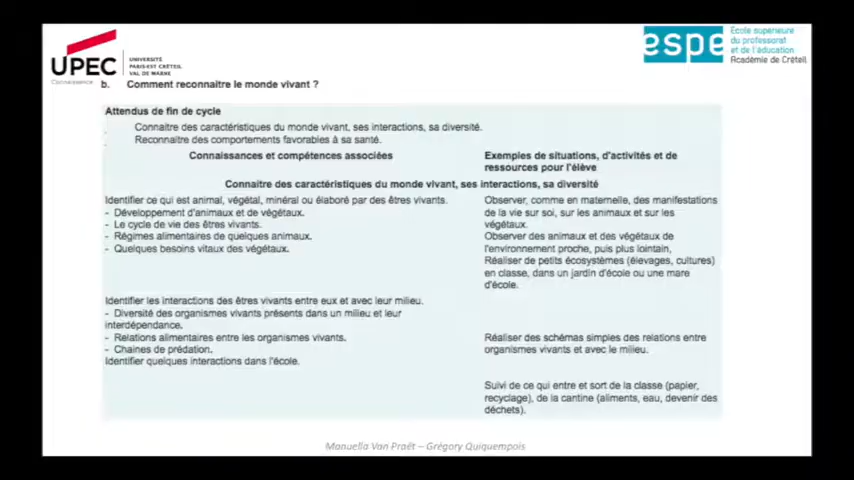 UPEC
Connaissance
UNIVERSITÉ
PARIS-EST CRÉTEIL
VAL DE MARNE
espe
École supérieure
du professorat
et de l'éducation
Académie de Créteil
b. Comment reconnaître le monde vivant ?
Attendus de fin de cycle
Connaitre des caractéristiques du monde vivant, ses interactions, sa diversité.
Reconnaitre des comportements favorables à sa santé.
Connaissances et compétences associées
Exemples de situations, d'activités et de
ressources pour l'élève
Connaitre des caractéristiques du monde vivant, ses interactions, sa diversité
Identifier ce qui est animal, végétal, minéral ou élaboré par des êtres vivants.
- Développement d'animaux et de végétaux.
- Le cycle de vie des êtres vivants.
- Régimes alimentaires de quelques animaux.
- Quelques besoins vitaux des végétaux.
Observer, comme en maternelle, des manifestations
de la vie sur soi, sur les animaux et sur les
végétaux.
Observer des animaux et des végétaux de
l'environnement proche, puis plus lointain,
Réaliser de petits écosystèmes (élevages, cultures)
en classe, dans un jardin d'école ou une mare
d'école.
Identifier les interactions des êtres vivants entre eux et avec leur milieu.
- Diversité des organismes vivants présents dans un milieu et leur
interdépendance.
- Relations alimentaires entre les organismes vivants.
- Chaines de prédation.
Identifier quelques interactions dans l'école.
Réaliser des schémas simples des relations entre
organismes vivants et avec le milieu.
Suivi de ce qui entre et sort de la classe (papier,
recyclage), de la cantine (aliments, eau, devenir des
déchets).
Manuella Van Praët – Grégory Quiquempois